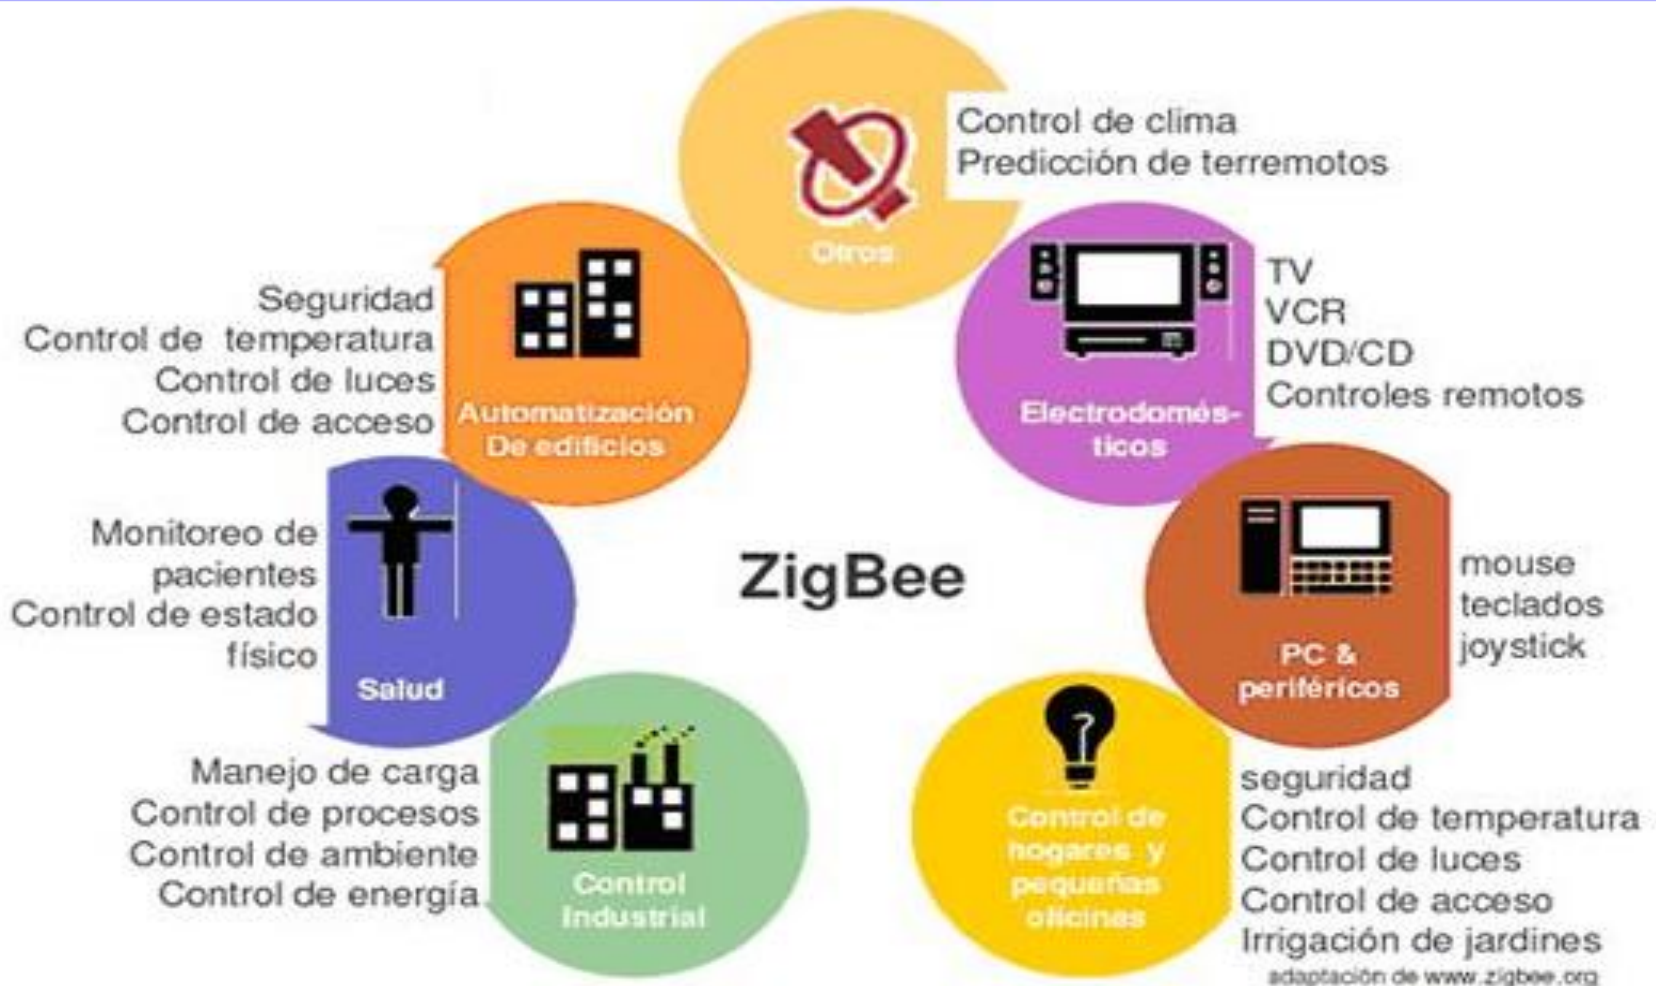 Control de clima
Predicción de terremotos
Otros
Seguridad
Control de temperatura
Control de luces
Control de acceso
Automatización
De edificios
TV
VCR
DVD/CD
Controles remotos
Electrodomés-
ticos
Monitoreo de
pacientes
Control de estado
físico
Salud
ZigBee
mouse
teclados
joystick
PC &
periféricos
Manejo de carga
Control de procesos
Control de ambiente
Control de energía
Control
Industrial
Control de
hogares y
pequeñas
oficinas
seguridad
Control de temperatura
Control de luces
Control de acceso
Irrigación de jardines
adaptación de www.zigbee.org